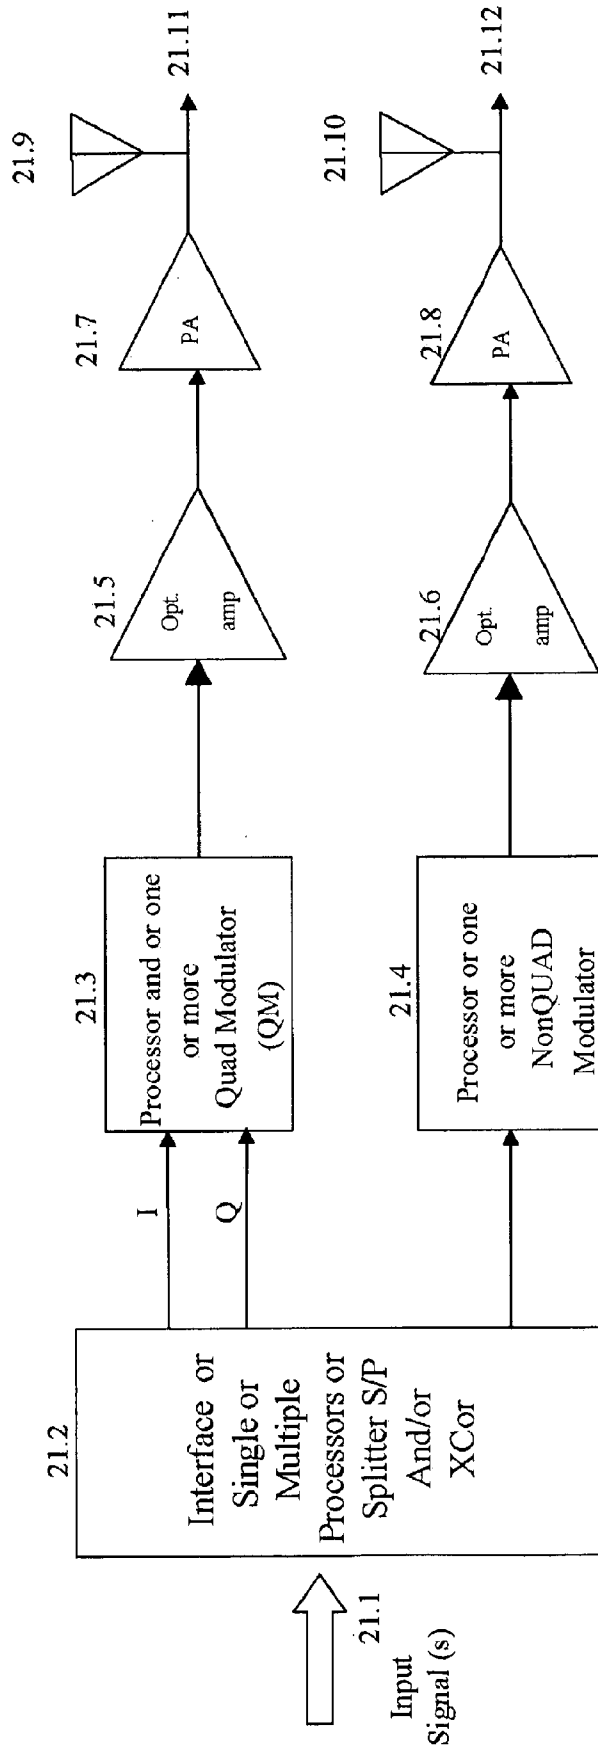 21.1
Input
Signal (s)
21.2
Interface or
Single or
Multiple
Processors or
Splitter S/P
And/or
XCor
I
Q
21.3
Processor and or one
or more
Quad Modulator
(QM)
21.5
Opt.
amp
21.7
PA
21.9
21.11
21.4
Processor or one
or more
NonQUAD
Modulator
21.6
Opt.
amp
21.8
PA
21.10
21.12